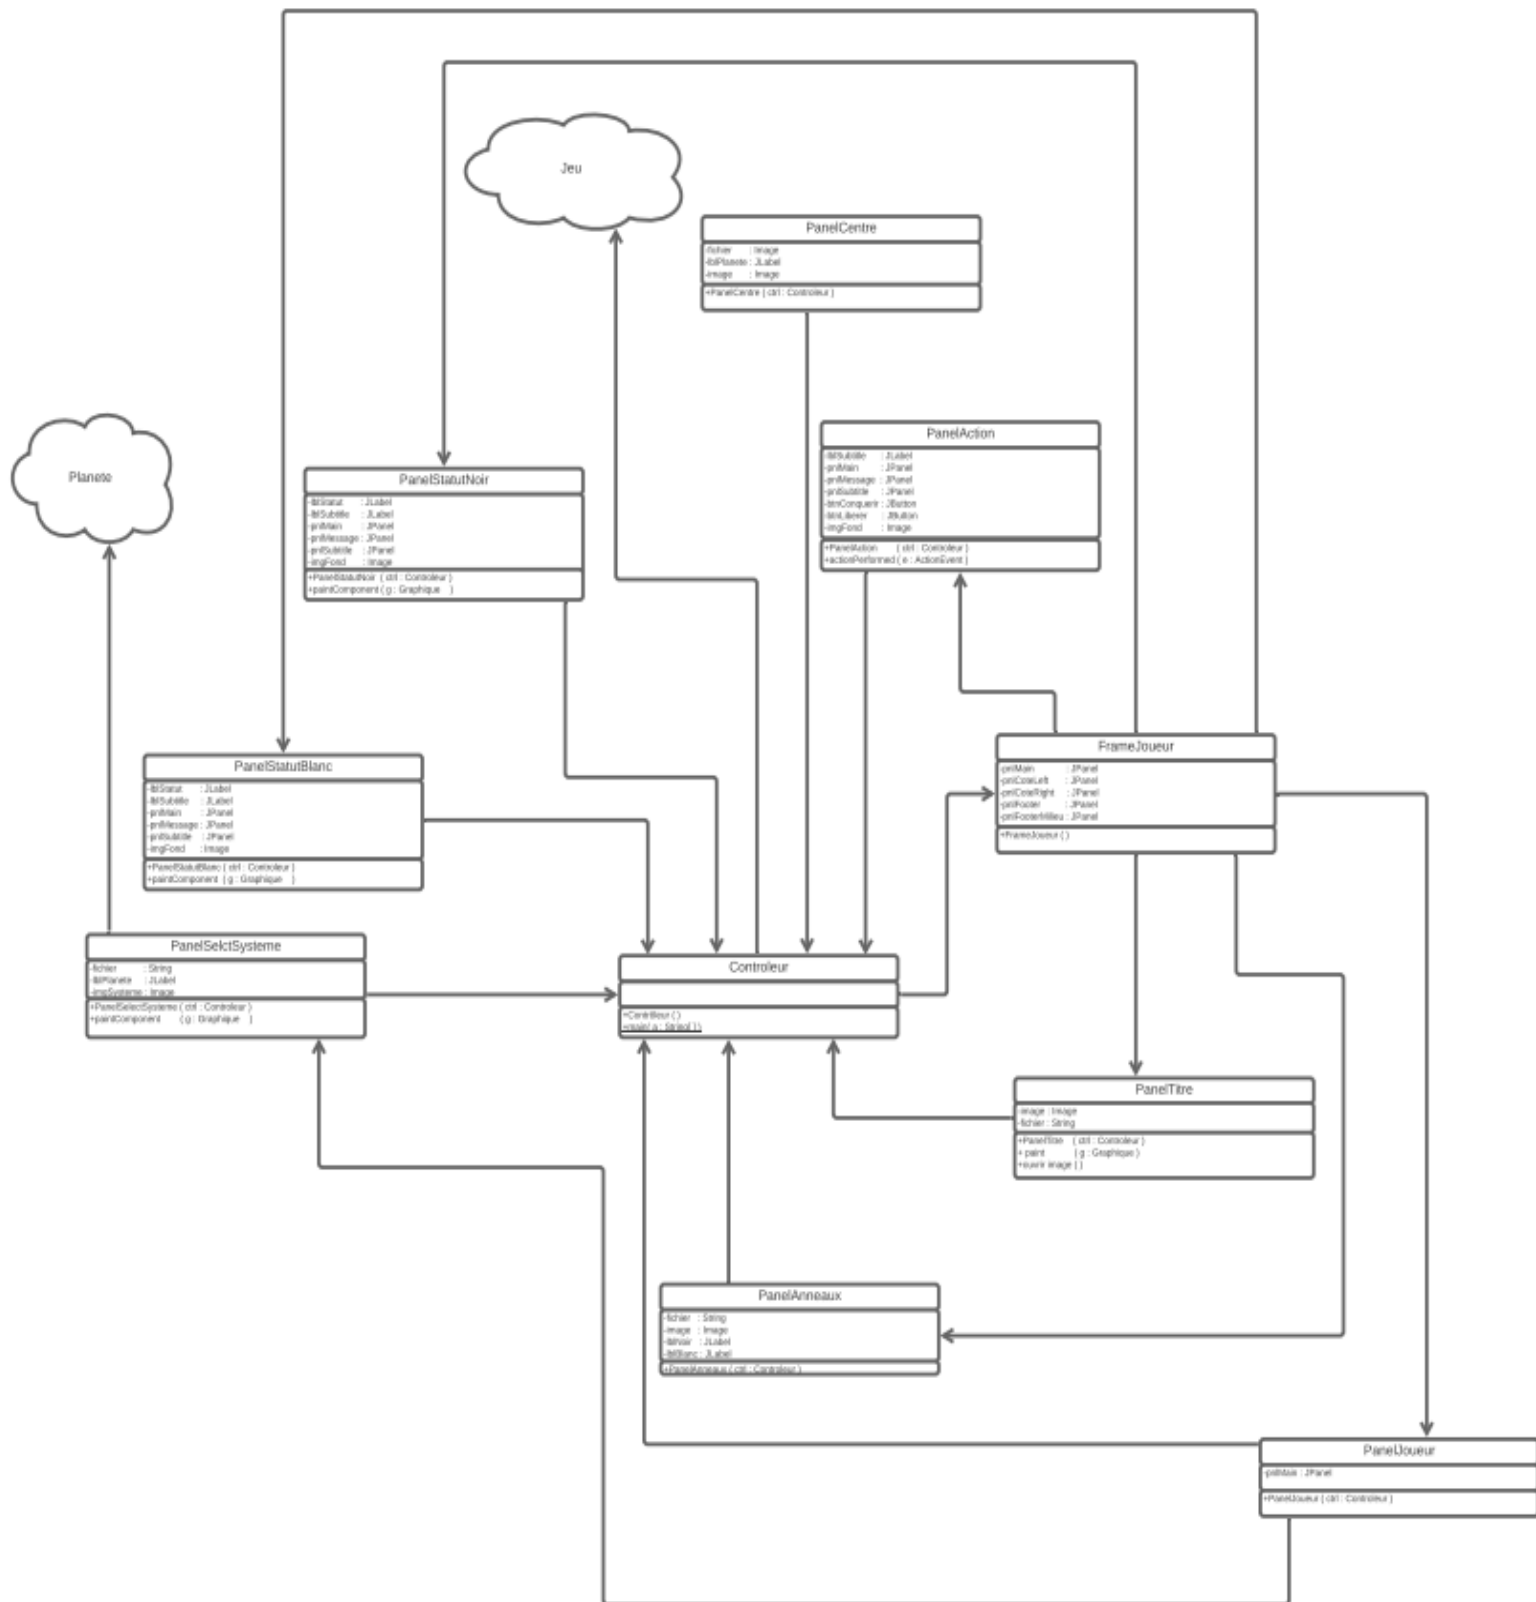 Jeu
PanelCentre
-fichier : Image
-lblPlanete : JLabel
-image : Image
+PanelCentre ( ctrl : Controleur )
Planete
PanelAction
-lblSubtitle : JLabel
-pnlMain : JPanel
-pnlMessage : JPanel
-pnlSubtitle : JPanel
-btnConquerir : JButton
-btnLiberer : JButton
-imgFond : Image
+PanelAction ( ctrl : Controleur )
+actionPerformed ( e : ActionEvent )
PanelStatutNoir
-lblStatut : JLabel
-lblSubtitle : JLabel
-pnlMain : JPanel
-pnlMessage : JPanel
-pnlSubtitle : JPanel
-imgFond : Image
+PanelStatutNoir ( ctrl : Controleur )
+paintComponent ( g : Graphique )
FrameJoueur
-pnlMain : JPanel
-pnlCoteLeft : JPanel
-pnlCoteRight : JPanel
-pnlFooter : JPanel
-pnlFooterMilieu : JPanel
+FrameJoueur ( )
PanelStatutBlanc
-lblStatut : JLabel
-lblSubtitle : JLabel
-pnlMain : JPanel
-pnlMessage : JPanel
-pnlSubtitle : JPanel
-imgFond : Image
+PanelStatutBlanc ( ctrl : Controleur )
+paintComponent ( g : Graphique )
PanelSelctSysteme
-fichier : String
-lblPlanete : JLabel
-imgSysteme : Image
+PanelSelectSysteme ( ctrl : Controleur )
+paintComponent ( g : Graphique )
Controleur
+Contrôleur ( )
+main( a : String[ ] )
PanelTitre
-image : Image
-fichier : String
+PanelTitre ( ctrl : Controleur )
+ paint ( g : Graphique )
+ouvrir image ( )
PanelAnneaux
-fichier : String
-image : Image
-lblNoir : JLabel
-lblBlanc : JLabel
+PanelAnneaux ( ctrl : Controleur )
PanelJoueur
-pnlMain : JPanel
+PanelJoueur ( ctrl : Controleur )